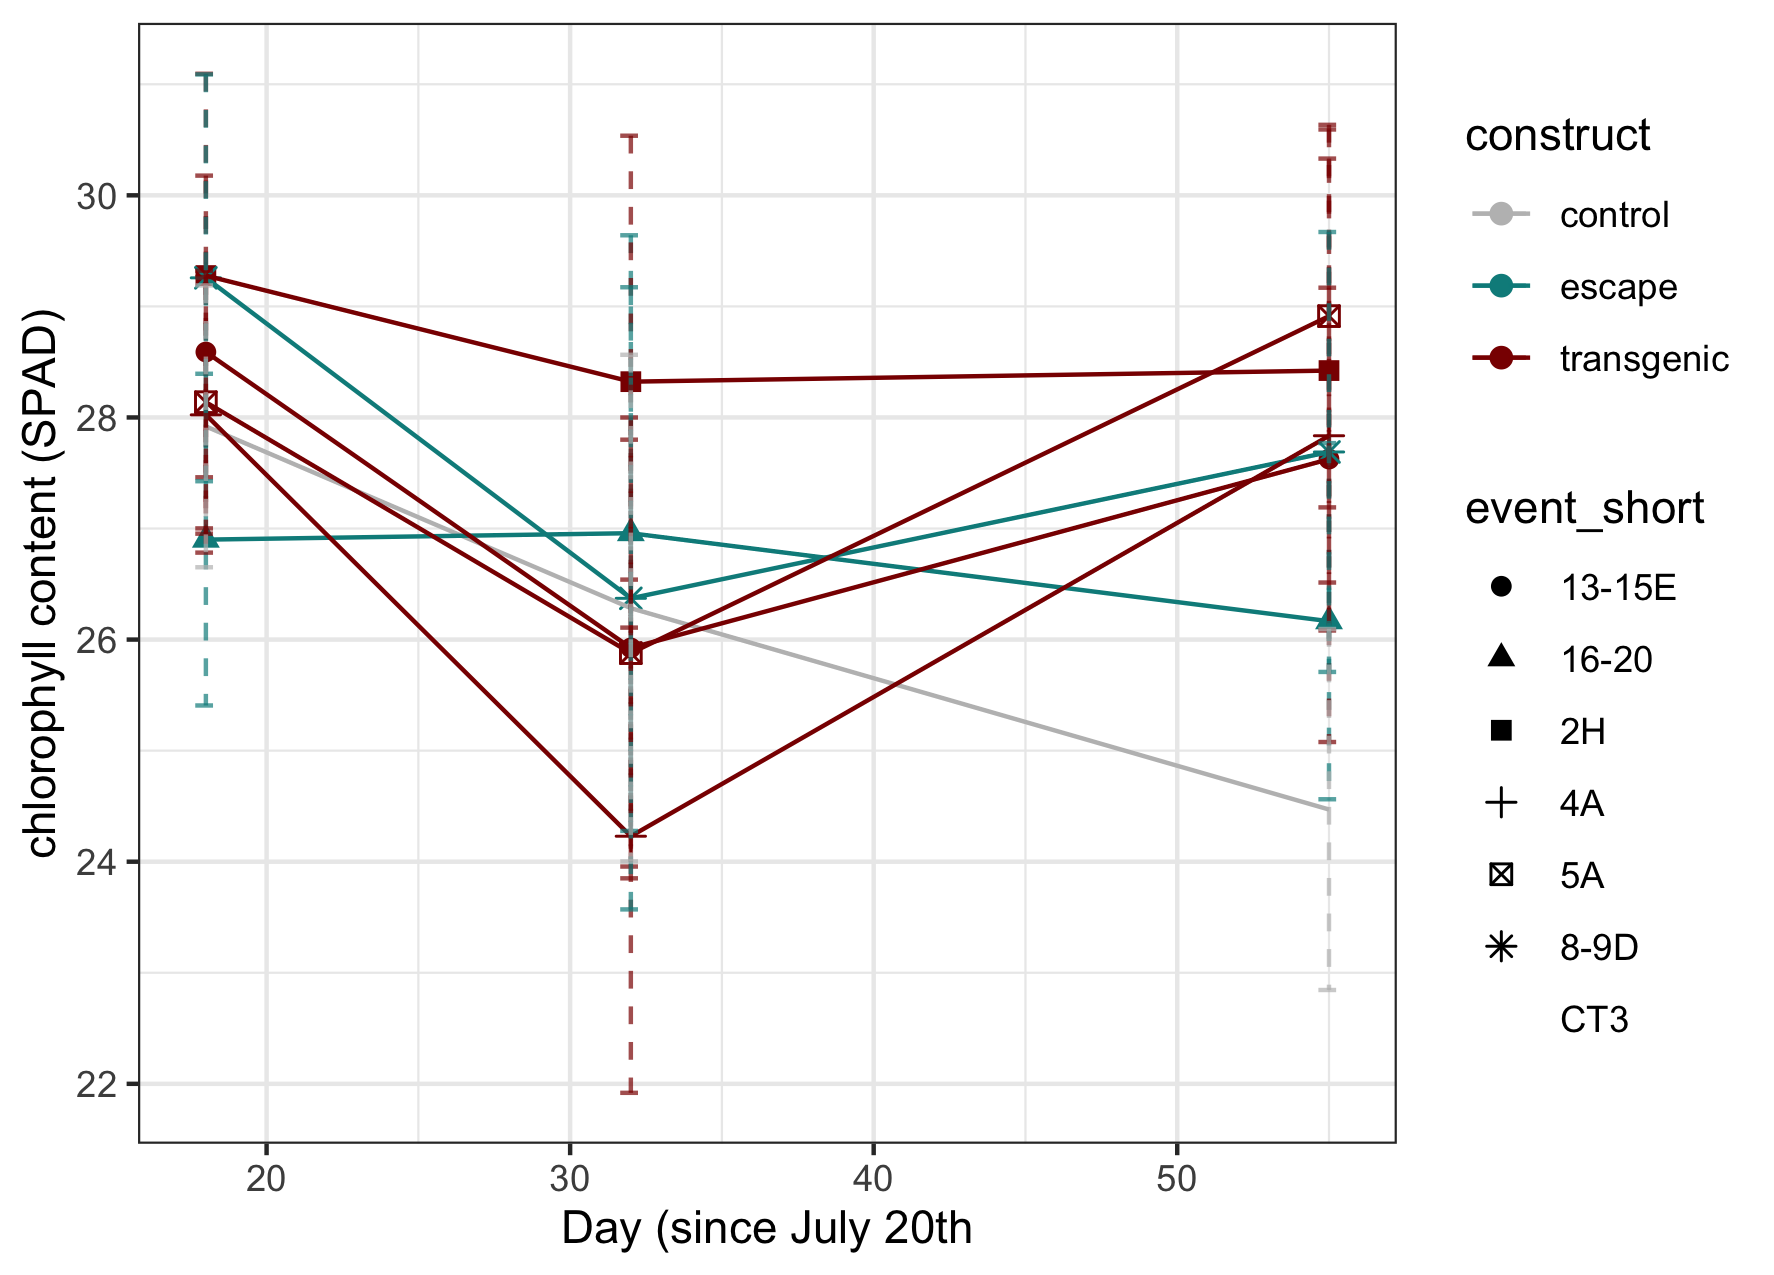 chlorophyll content (SPAD)
30
28
26
24
22
20
30
40
50
Day (since July 20th
construct
control
escape
transgenic
event_short
13-15E
16-20
2H
4A
5A
8-9D
CT3